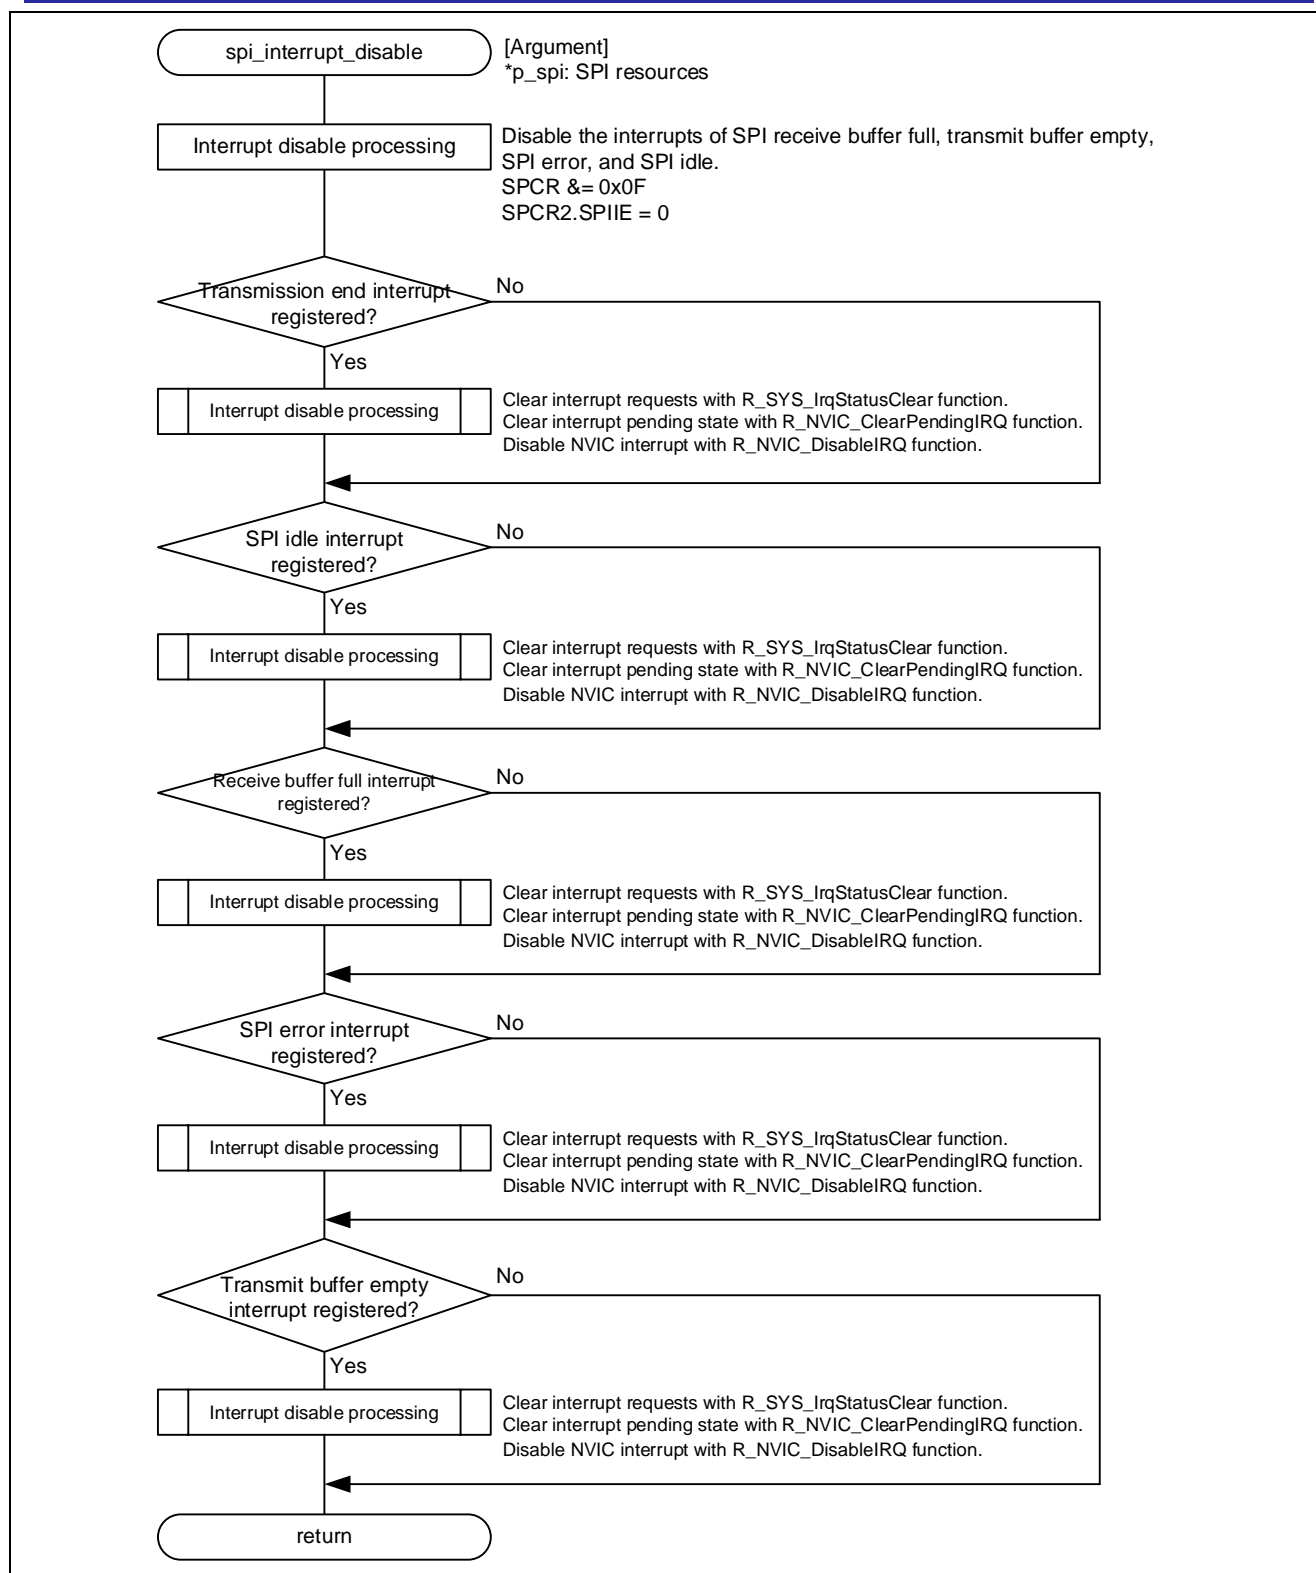 spi_interrupt_disable
[Argument]
*p_spi: SPI resources
Interrupt disable processing
Disable the interrupts of SPI receive buffer full, transmit buffer empty,
SPI error, and SPI idle.
SPCR &= 0x0F
SPCR2.SPIIE = 0
Transmission end interrupt
registered?
No
Yes
Interrupt disable processing
Clear interrupt requests with R_SYS_IrqStatusClear function.
Clear interrupt pending state with R_NVIC_ClearPendingIRQ function.
Disable NVIC interrupt with R_NVIC_DisableIRQ function.
SPI idle interrupt
registered?
No
Yes
Interrupt disable processing
Clear interrupt requests with R_SYS_IrqStatusClear function.
Clear interrupt pending state with R_NVIC_ClearPendingIRQ function.
Disable NVIC interrupt with R_NVIC_DisableIRQ function.
Receive buffer full interrupt
registered?
No
Yes
Interrupt disable processing
Clear interrupt requests with R_SYS_IrqStatusClear function.
Clear interrupt pending state with R_NVIC_ClearPendingIRQ function.
Disable NVIC interrupt with R_NVIC_DisableIRQ function.
SPI error interrupt
registered?
No
Yes
Interrupt disable processing
Clear interrupt requests with R_SYS_IrqStatusClear function.
Clear interrupt pending state with R_NVIC_ClearPendingIRQ function.
Disable NVIC interrupt with R_NVIC_DisableIRQ function.
Transmit buffer empty
interrupt registered?
No
Yes
Interrupt disable processing
Clear interrupt requests with R_SYS_IrqStatusClear function.
Clear interrupt pending state with R_NVIC_ClearPendingIRQ function.
Disable NVIC interrupt with R_NVIC_DisableIRQ function.
return